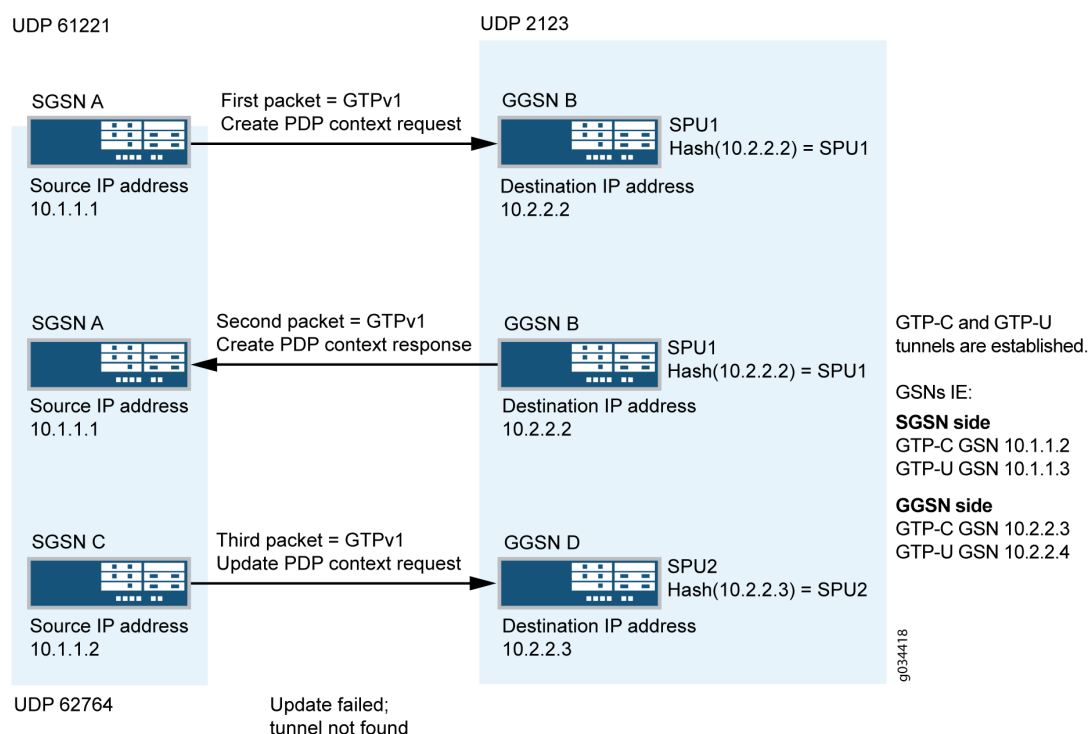 UDP 61221
UDP 2123
SGSN A
First packet = GTPv1
Create PDP context request
GGSN B
SPU1
Hash(10.2.2.2) = SPU1
Source IP address
10.1.1.1
Destination IP address
10.2.2.2
SGSN A
Second packet = GTPv1
Create PDP context response
GGSN B
SPU1
Hash(10.2.2.2) = SPU1
Source IP address
10.1.1.1
Destination IP address
10.2.2.2
GTP-C and GTP-U
tunnels are established.
GSNs IE:
SGSN side
GTP-C GSN 10.1.1.2
GTP-U GSN 10.1.1.3
GGSN side
GTP-C GSN 10.2.2.3
GTP-U GSN 10.2.2.4
SGSN C
Third packet = GTPv1
Update PDP context request
GGSN D
SPU2
Hash(10.2.2.3) = SPU2
Source IP address
10.1.1.2
Destination IP address
10.2.2.3
g034418
UDP 62764
Update failed;
tunnel not found